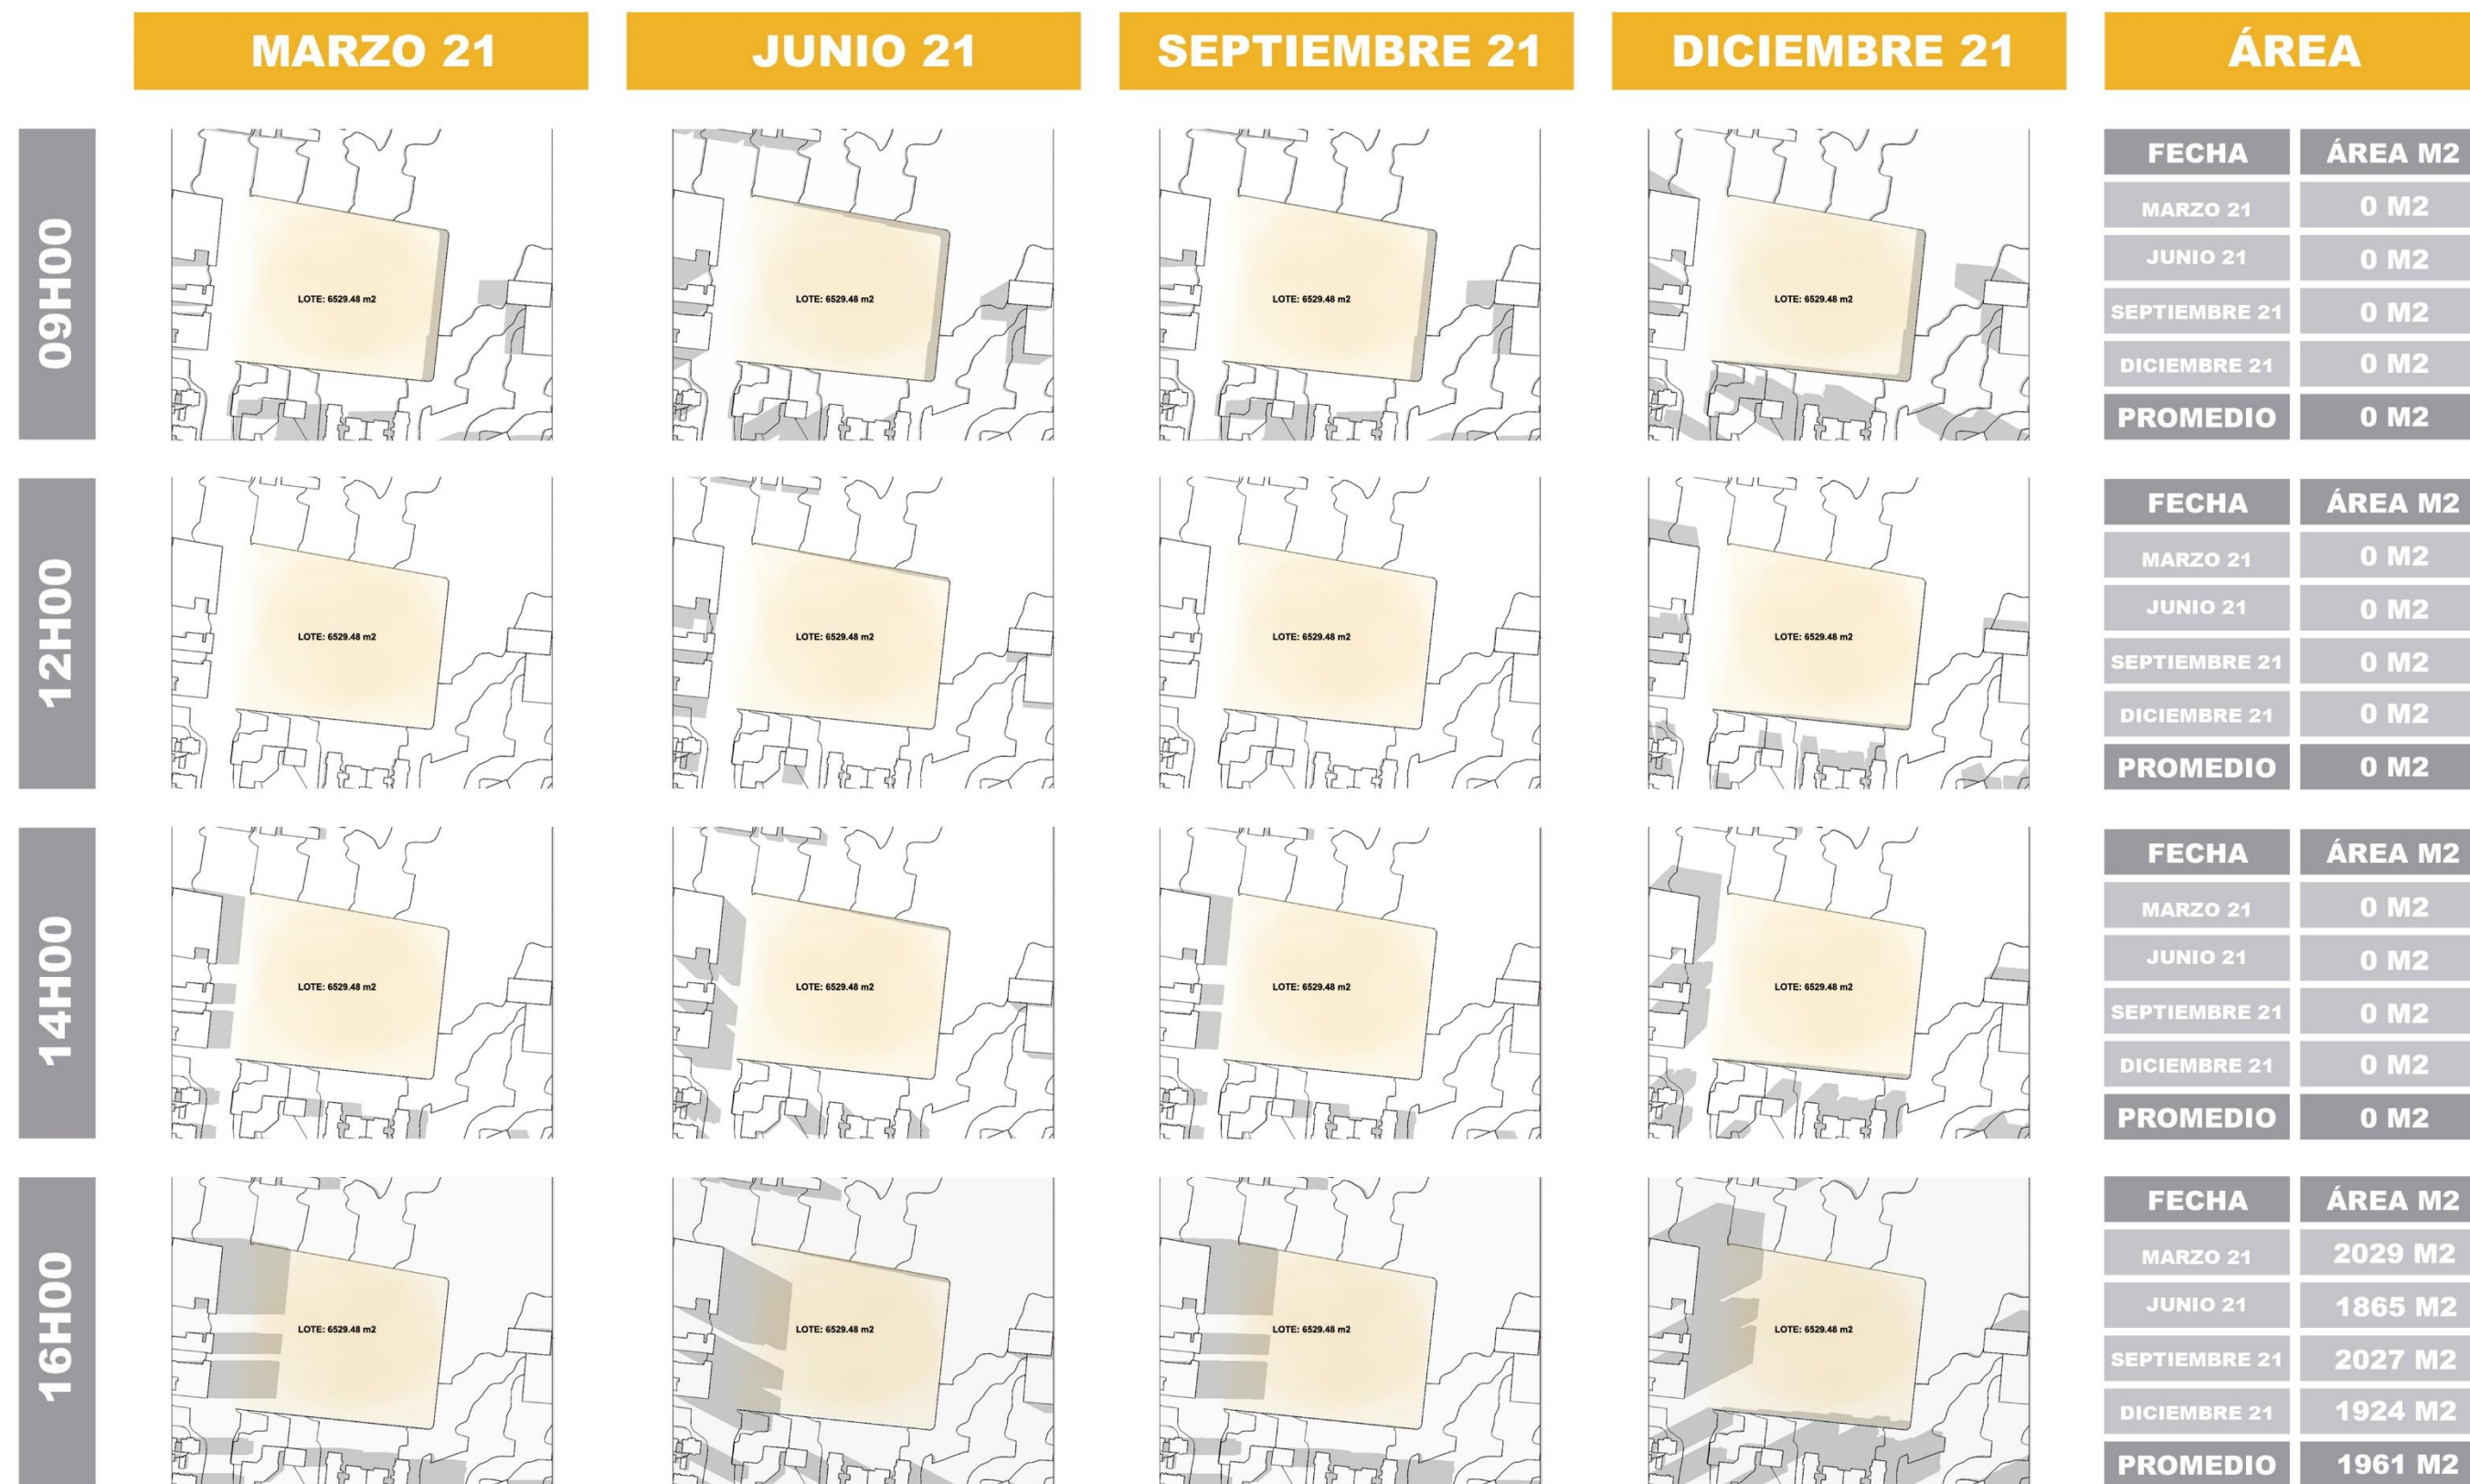 MARZO 21
JUNIO 21
SEPTIEMBRE 21
DICIEMBRE 21
ÁREA
09H00
LOTE: 6529.48 m2
LOTE: 6529.48 m2
LOTE: 6529.48 m2
LOTE: 6529.48 m2
FECHA ÁREA M2
MARZO 21 0 M2
JUNIO 21 0 M2
SEPTIEMBRE 21 0 M2
DICIEMBRE 21 0 M2
PROMEDIO 0 M2
12H00
LOTE: 6529.48 m2
LOTE: 6529.48 m2
LOTE: 6529.48 m2
LOTE: 6529.48 m2
FECHA ÁREA M2
MARZO 21 0 M2
JUNIO 21 0 M2
SEPTIEMBRE 21 0 M2
DICIEMBRE 21 0 M2
PROMEDIO 0 M2
14H00
LOTE: 6529.48 m2
LOTE: 6529.48 m2
LOTE: 6529.48 m2
LOTE: 6529.48 m2
FECHA ÁREA M2
MARZO 21 0 M2
JUNIO 21 0 M2
SEPTIEMBRE 21 0 M2
DICIEMBRE 21 0 M2
PROMEDIO 0 M2
16H00
LOTE: 6529.48 m2
LOTE: 6529.48 m2
LOTE: 6529.48 m2
LOTE: 6529.48 m2
FECHA ÁREA M2
MARZO 21 2029 M2
JUNIO 21 1865 M2
SEPTIEMBRE 21 2027 M2
DICIEMBRE 21 1924 M2
PROMEDIO 1961 M2